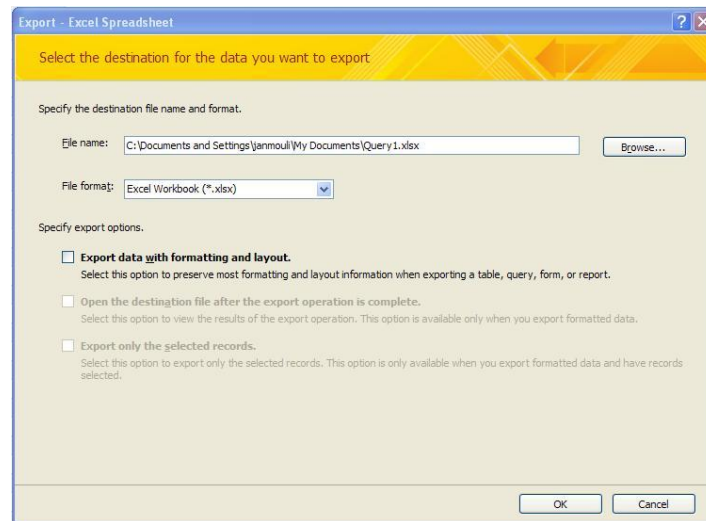 Export - Excel Spreadsheet
Select the destination for the data you want to export
Specify the destination file name and format.
File name: C:\Documents and Settings\janmouli\My Documents\Query1.xlsx Browse...
File format: Excel Workbook (*.xlsx)
Specify export options.
Export data with formatting and layout.
Select this option to preserve most formatting and layout information when exporting a table, query, form, or report.
Open the destination file after the export operation is complete.
Select this option to view the results of the export operation. This option is available only when you export formatted data.
Export only the selected records.
Select this option to export only the selected records. This option is only available when you export formatted data and have records
selected.
OK Cancel